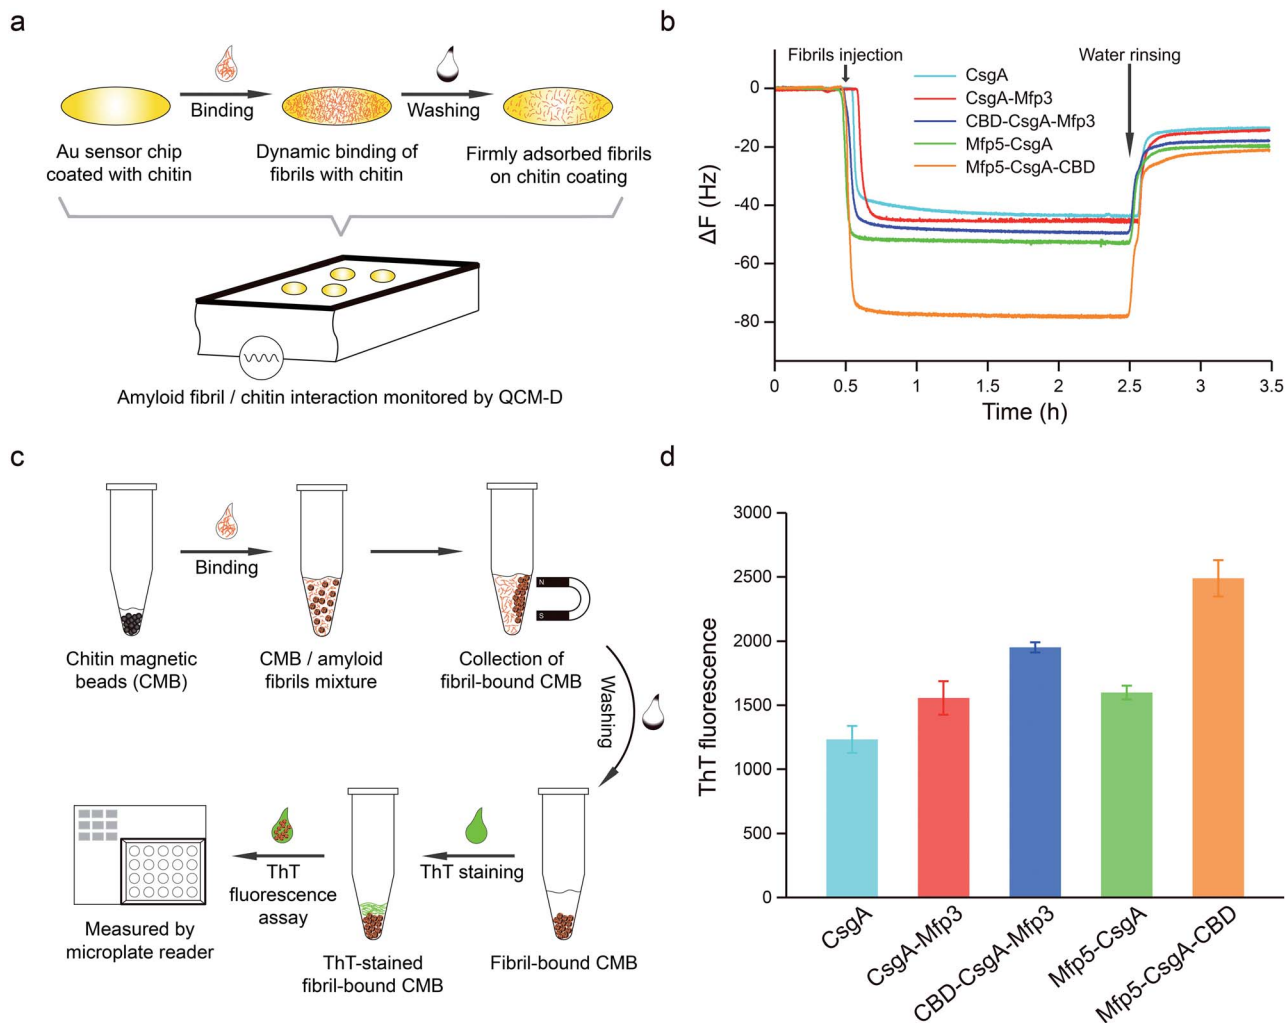 a
Binding
Washing
Au sensor chip
coated with chitin
Dynamic binding of
fibrils with chitin
Firmly adsorbed fibrils
on chitin coating
Amyloid fibril / chitin interaction monitored by QCM-D
b
Fibrils injection
Water rinsing
CsgA
CsgA-Mfp3
CBD-CsgA-Mfp3
Mfp5-CsgA
Mfp5-CsgA-CBD
ΔF (Hz)
0
-20
-40
-60
-80
0 0.5 1 1.5 2 2.5 3 3.5
Time (h)
c
Binding
Chitin magnetic
beads (CMB)
CMB / amyloid
fibrils mixture
N
S
Collection of
fibril-bound CMB
Washing
Fibril-bound CMB
ThT staining
ThT-stained
fibril-bound CMB
ThT
fluorescence
assay
Measured by
microplate reader
d
ThT fluorescence
3000
2500
2000
1500
1000
500
0
CsgA
CsgA-Mfp3
CBD-CsgA-Mfp3
Mfp5-CsgA
Mfp5-CsgA-CBD